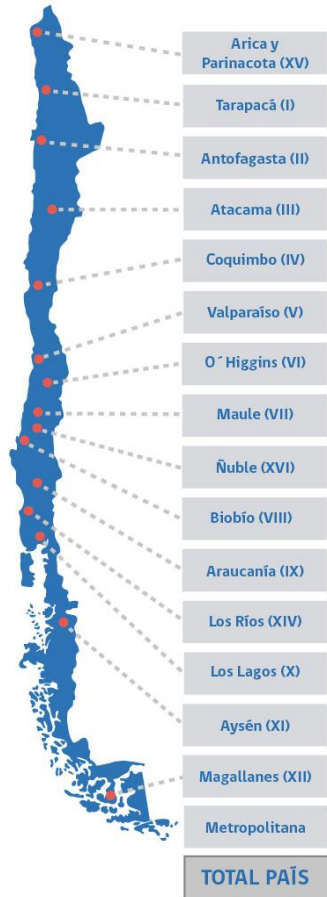 Arica y
Parinacota (XV)
Tarapacá (I)
Antofagasta (II)
Atacama (III)
Coquimbo (IV)
Valparaíso (V)
O´Higgins (VI)
Maule (VII)
Ñuble (XVI)
Biobío (VIII)
Araucanía (IX)
Los Ríos (XIV)
Los Lagos (X)
Aysén (XI)
Magallanes (XII)
Metropolitana
TOTAL PAÍS